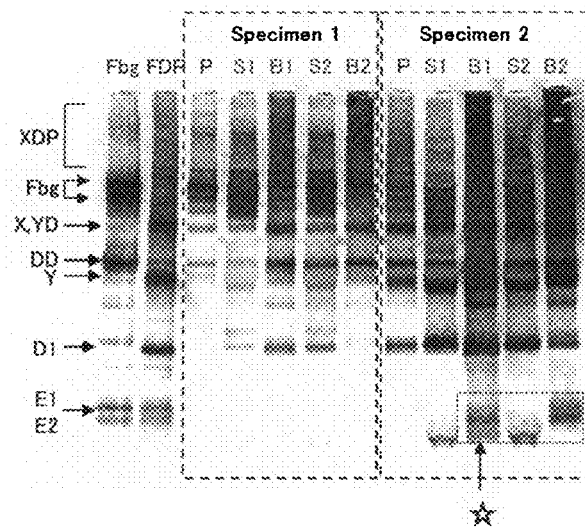 Specimen 1 Specimen 2
Fbg FDP P S1 B1 S2 B2 P S1 B1 S2 B2
XDP
Fbg
X,YD
DD
Y
D1
E1
E2